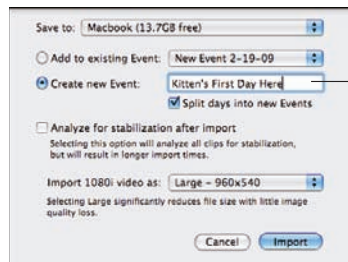 Save to: Macbook (13.7GB free)
Add to existing Event: New Event 2-19-09
Create new Event: Kitten's First Day Here
Split days into new Events
Analyze for stabilization after import
Selecting this option will analyze all clips for stabilization,
but will result in longer import times.
Import 1080i video as: Large - 960x540
Selecting Large significantly reduces file size with little image
quality loss.
Cancel Import